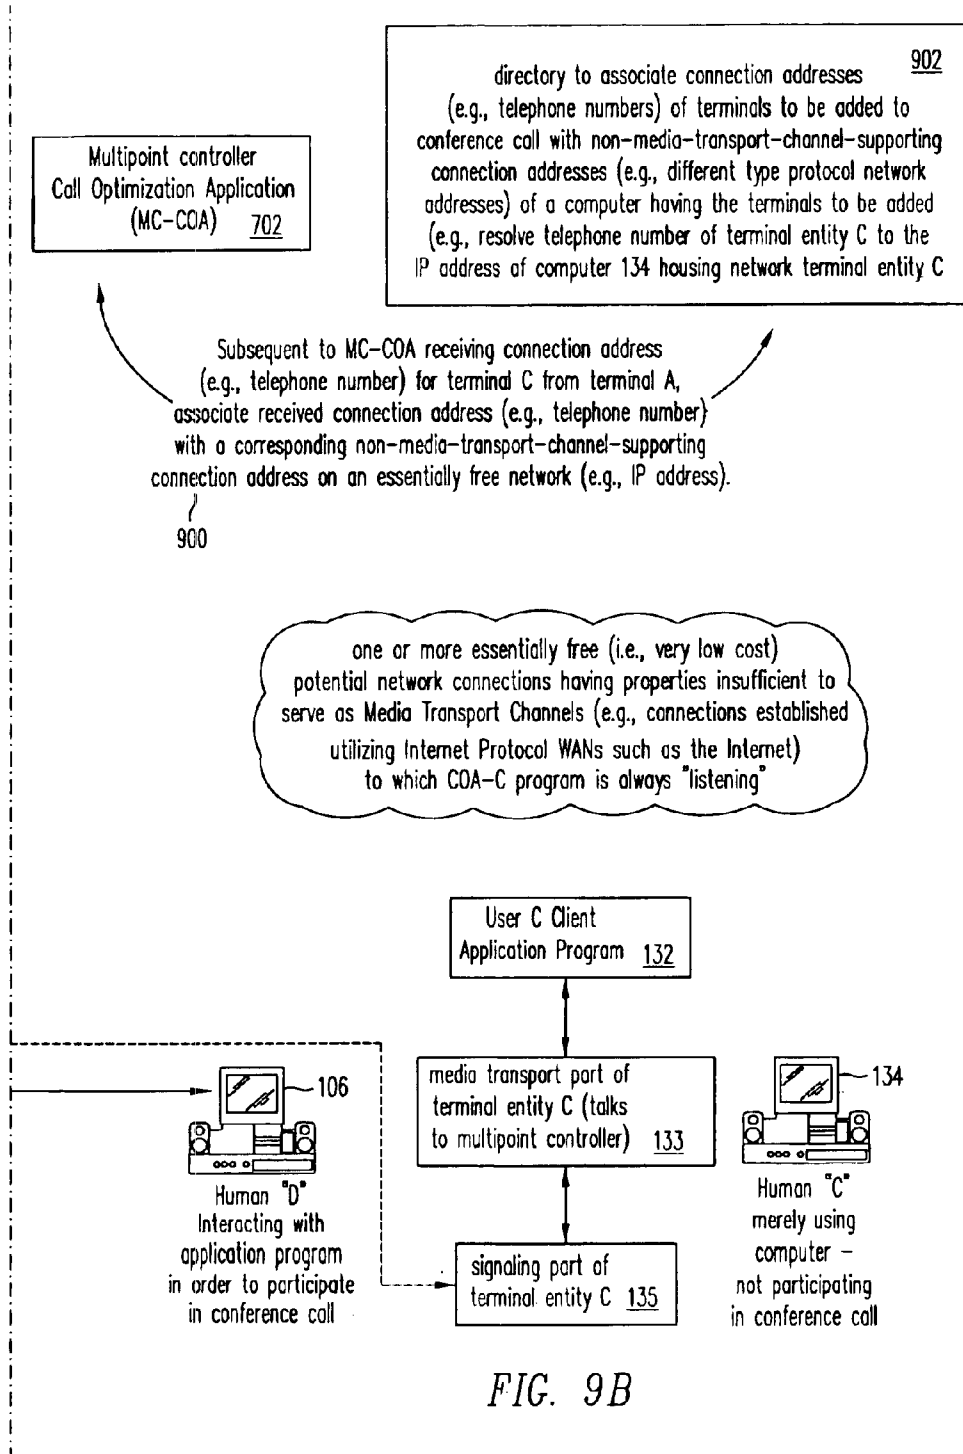 902
directory to associate connection addresses
(e.g., telephone numbers) of terminals to be added to
conference call with non-media-transport-channel-supporting
connection addresses (e.g., different type protocol network
addresses) of a computer having the terminals to be added
(e.g., resolve telephone number of terminal entity C to the
IP address of computer 134 housing network terminal entity C
Multipoint controller
Call Optimization Application
(MC-COA) 702
Subsequent to MC-COA receiving connection address
(e.g., telephone number) for terminal C from terminal A,
associate received connection address (e.g., telephone number)
with a corresponding non-media-transport-channel-supporting
connection address on an essentially free network (e.g., IP address).
900
one or more essentially free (i.e., very low cost)
potential network connections having properties insufficient to
serve as Media Transport Channels (e.g., connections established
utilizing Internet Protocol WANs such as the Internet)
to which COA-C program is always "listening"
User C Client
Application Program 132
media transport part of
terminal entity C (talks
to multipoint controller) 133
signaling part of
terminal entity C 135
106
Human "D"
Interacting with
application program
in order to participate
in conference call
134
Human "C"
merely using
computer –
not participating
in conference call
FIG. 9B